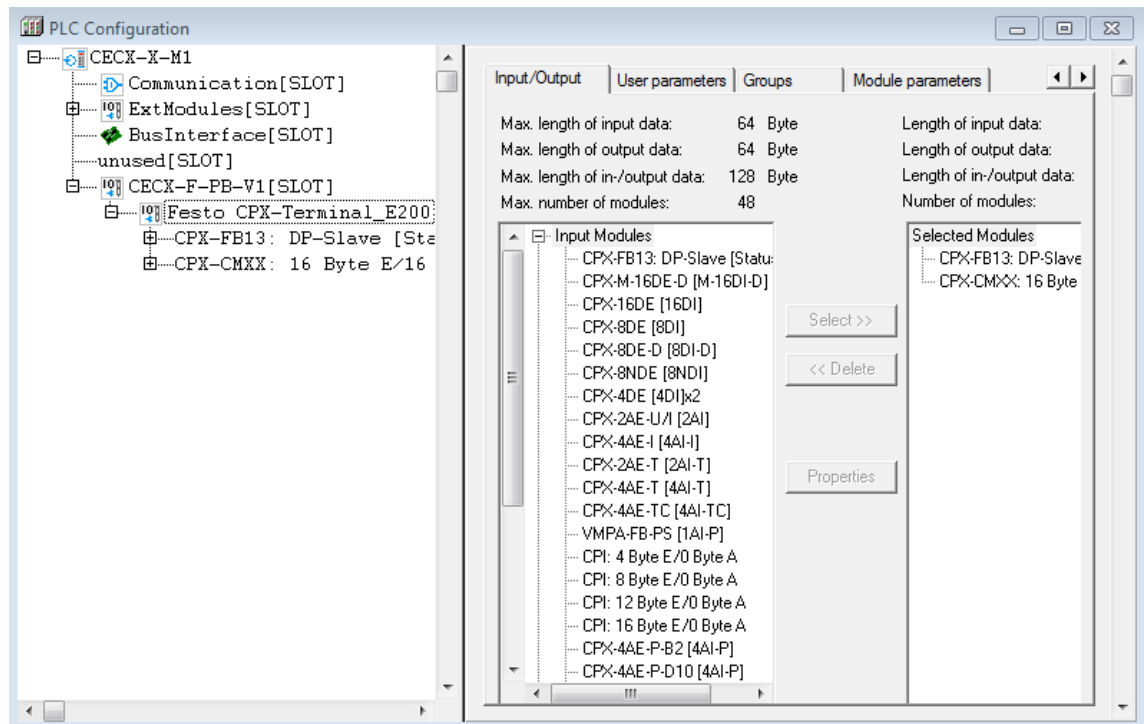 PLC Configuration
CECX-X-M1
Communication[SLOT]
ExtModules[SLOT]
BusInterface[SLOT]
unused[SLOT]
CECX-F-PB-V1[SLOT]
Festo CPX-Terminal_E200
CPX-FB13: DP-Slave [Sta
CPX-CMXX: 16 Byte E/16
Input/Output User parameters Groups Module parameters
Max. length of input data: 64 Byte Length of input data:
Max. length of output data: 64 Byte Length of output data:
Max. length of in-/output data: 128 Byte Length of in-/output data:
Max. number of modules: 48 Number of modules:
Input Modules
CPX-FB13: DP-Slave [Statu
CPX-M-16DE-D [M-16DI-D]
CPX-16DE [16DI]
CPX-8DE [8DI]
CPX-8DE-D [8DI-D]
CPX-8NDE [8NDI]
CPX-4DE [4DI]x2
CPX-2AE-U/I [2AI]
CPX-4AE-I [4AI-I]
CPX-2AE-T [2AI-T]
CPX-4AE-T [4AI-T]
CPX-4AE-TC [4AI-TC]
VMPA-FB-PS [1AI-P]
CPI: 4 Byte E/0 Byte A
CPI: 8 Byte E/0 Byte A
CPI: 12 Byte E/0 Byte A
CPI: 16 Byte E/0 Byte A
CPX-4AE-P-B2 [4AI-P]
CPX-4AE-P-D10 [4AI-P]
Select >>
<< Delete
Properties
Selected Modules
CPX-FB13: DP-Slave
CPX-CMXX: 16 Byte